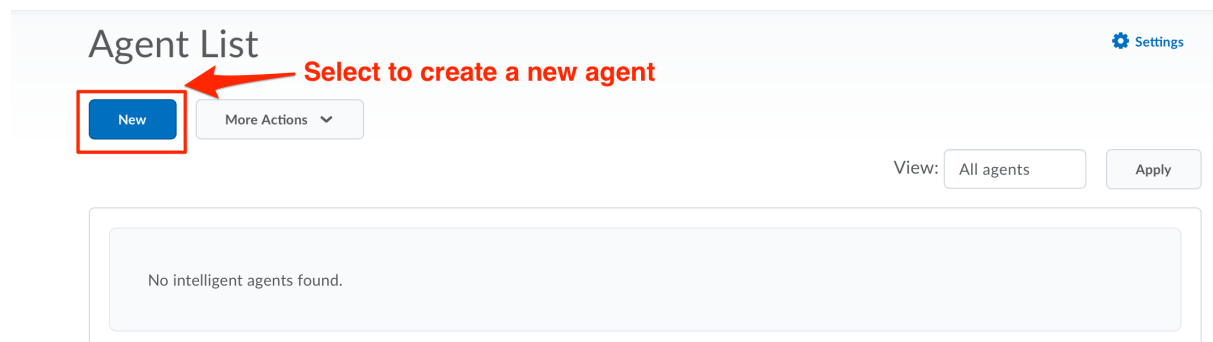 Agent List
Settings
Select to create a new agent
New
More Actions
View: All agents Apply
No intelligent agents found.